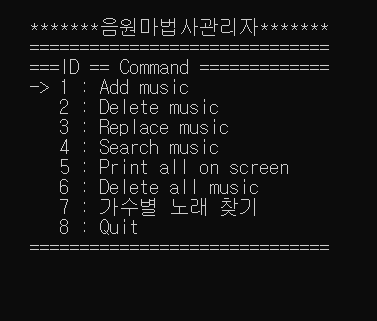 *******음원마법사관리자*******
==============================
===ID == Command =============
-> 1 : Add music
2 : Delete music
3 : Replace music
4 : Search music
5 : Print all on screen
6 : Delete all music
7 : 가수별 노래 찾기
8 : Quit
==============================